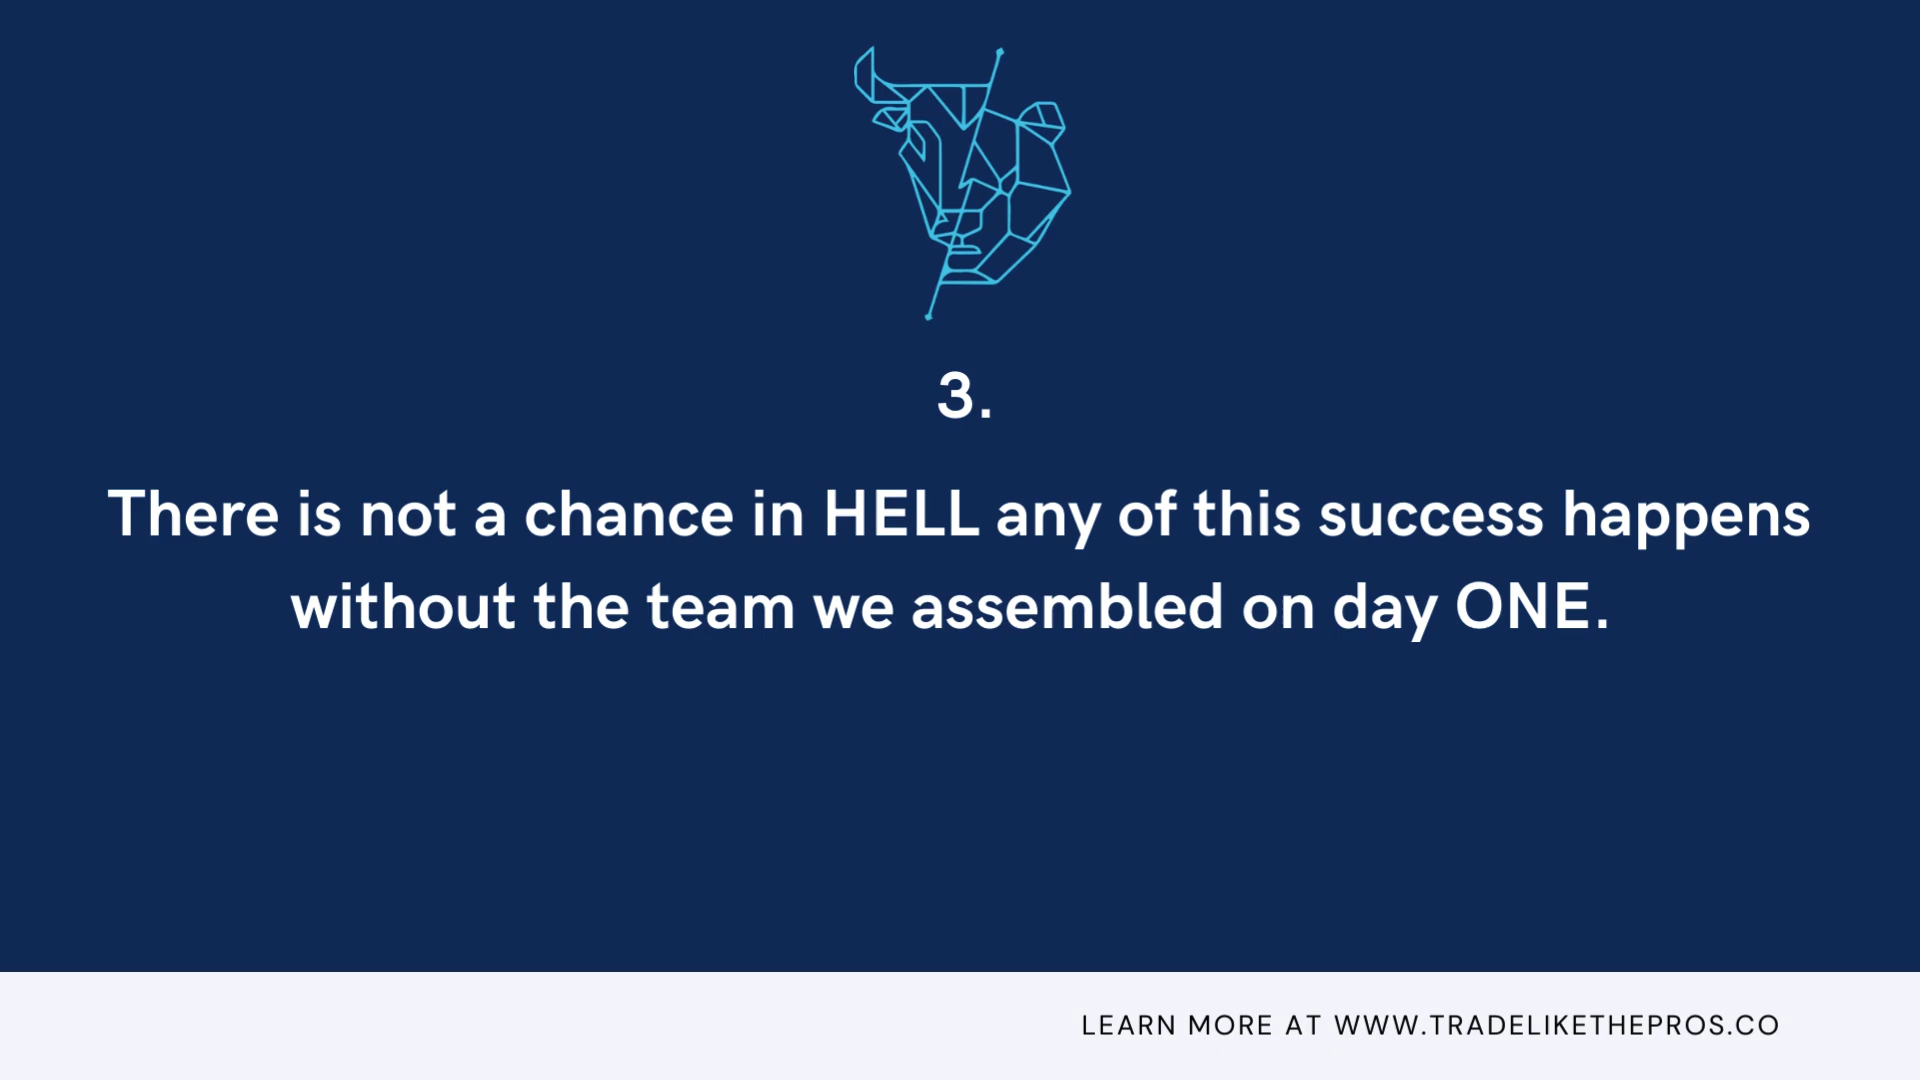 3.
There is not a chance in HELL any of this success happens
without the team we assembled on day ONE.
LEARN MORE AT WWW.TRADELIKETHEPROS.CO